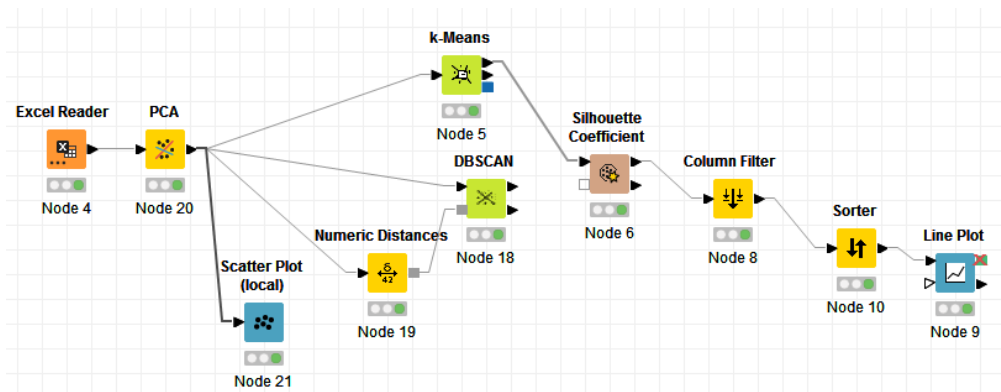 k-Means
Node 5
Excel Reader
Node 4
PCA
Node 20
Silhouette
Coefficient
Node 6
DBSCAN
Node 18
Column Filter
Node 8
Sorter
Node 10
Line Plot
Node 9
Numeric Distances
δ
42
Node 19
Scatter Plot
(local)
Node 21